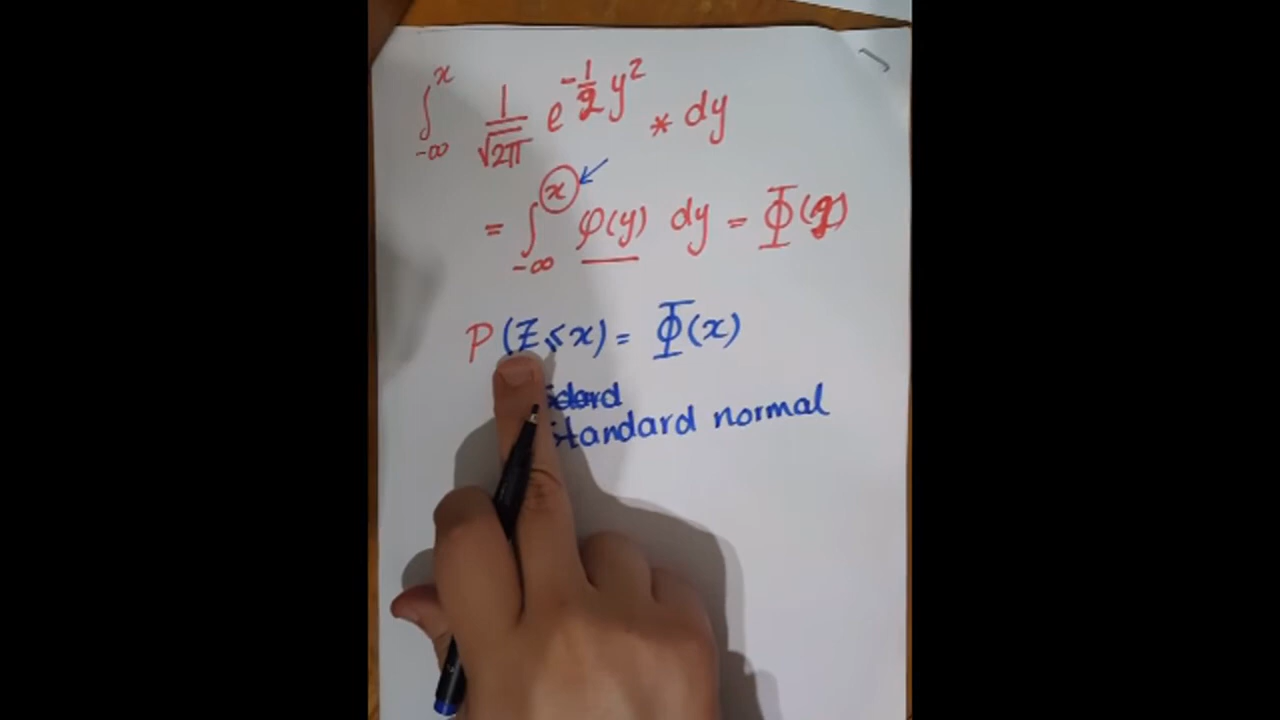 ∫_{-∞}^{x} 1/√2π e^{-1/2 y²} * dy
= ∫_{-∞}^{x} φ(y) dy = Φ(y)
P(Z≤x) = Φ(x)
Standard normal